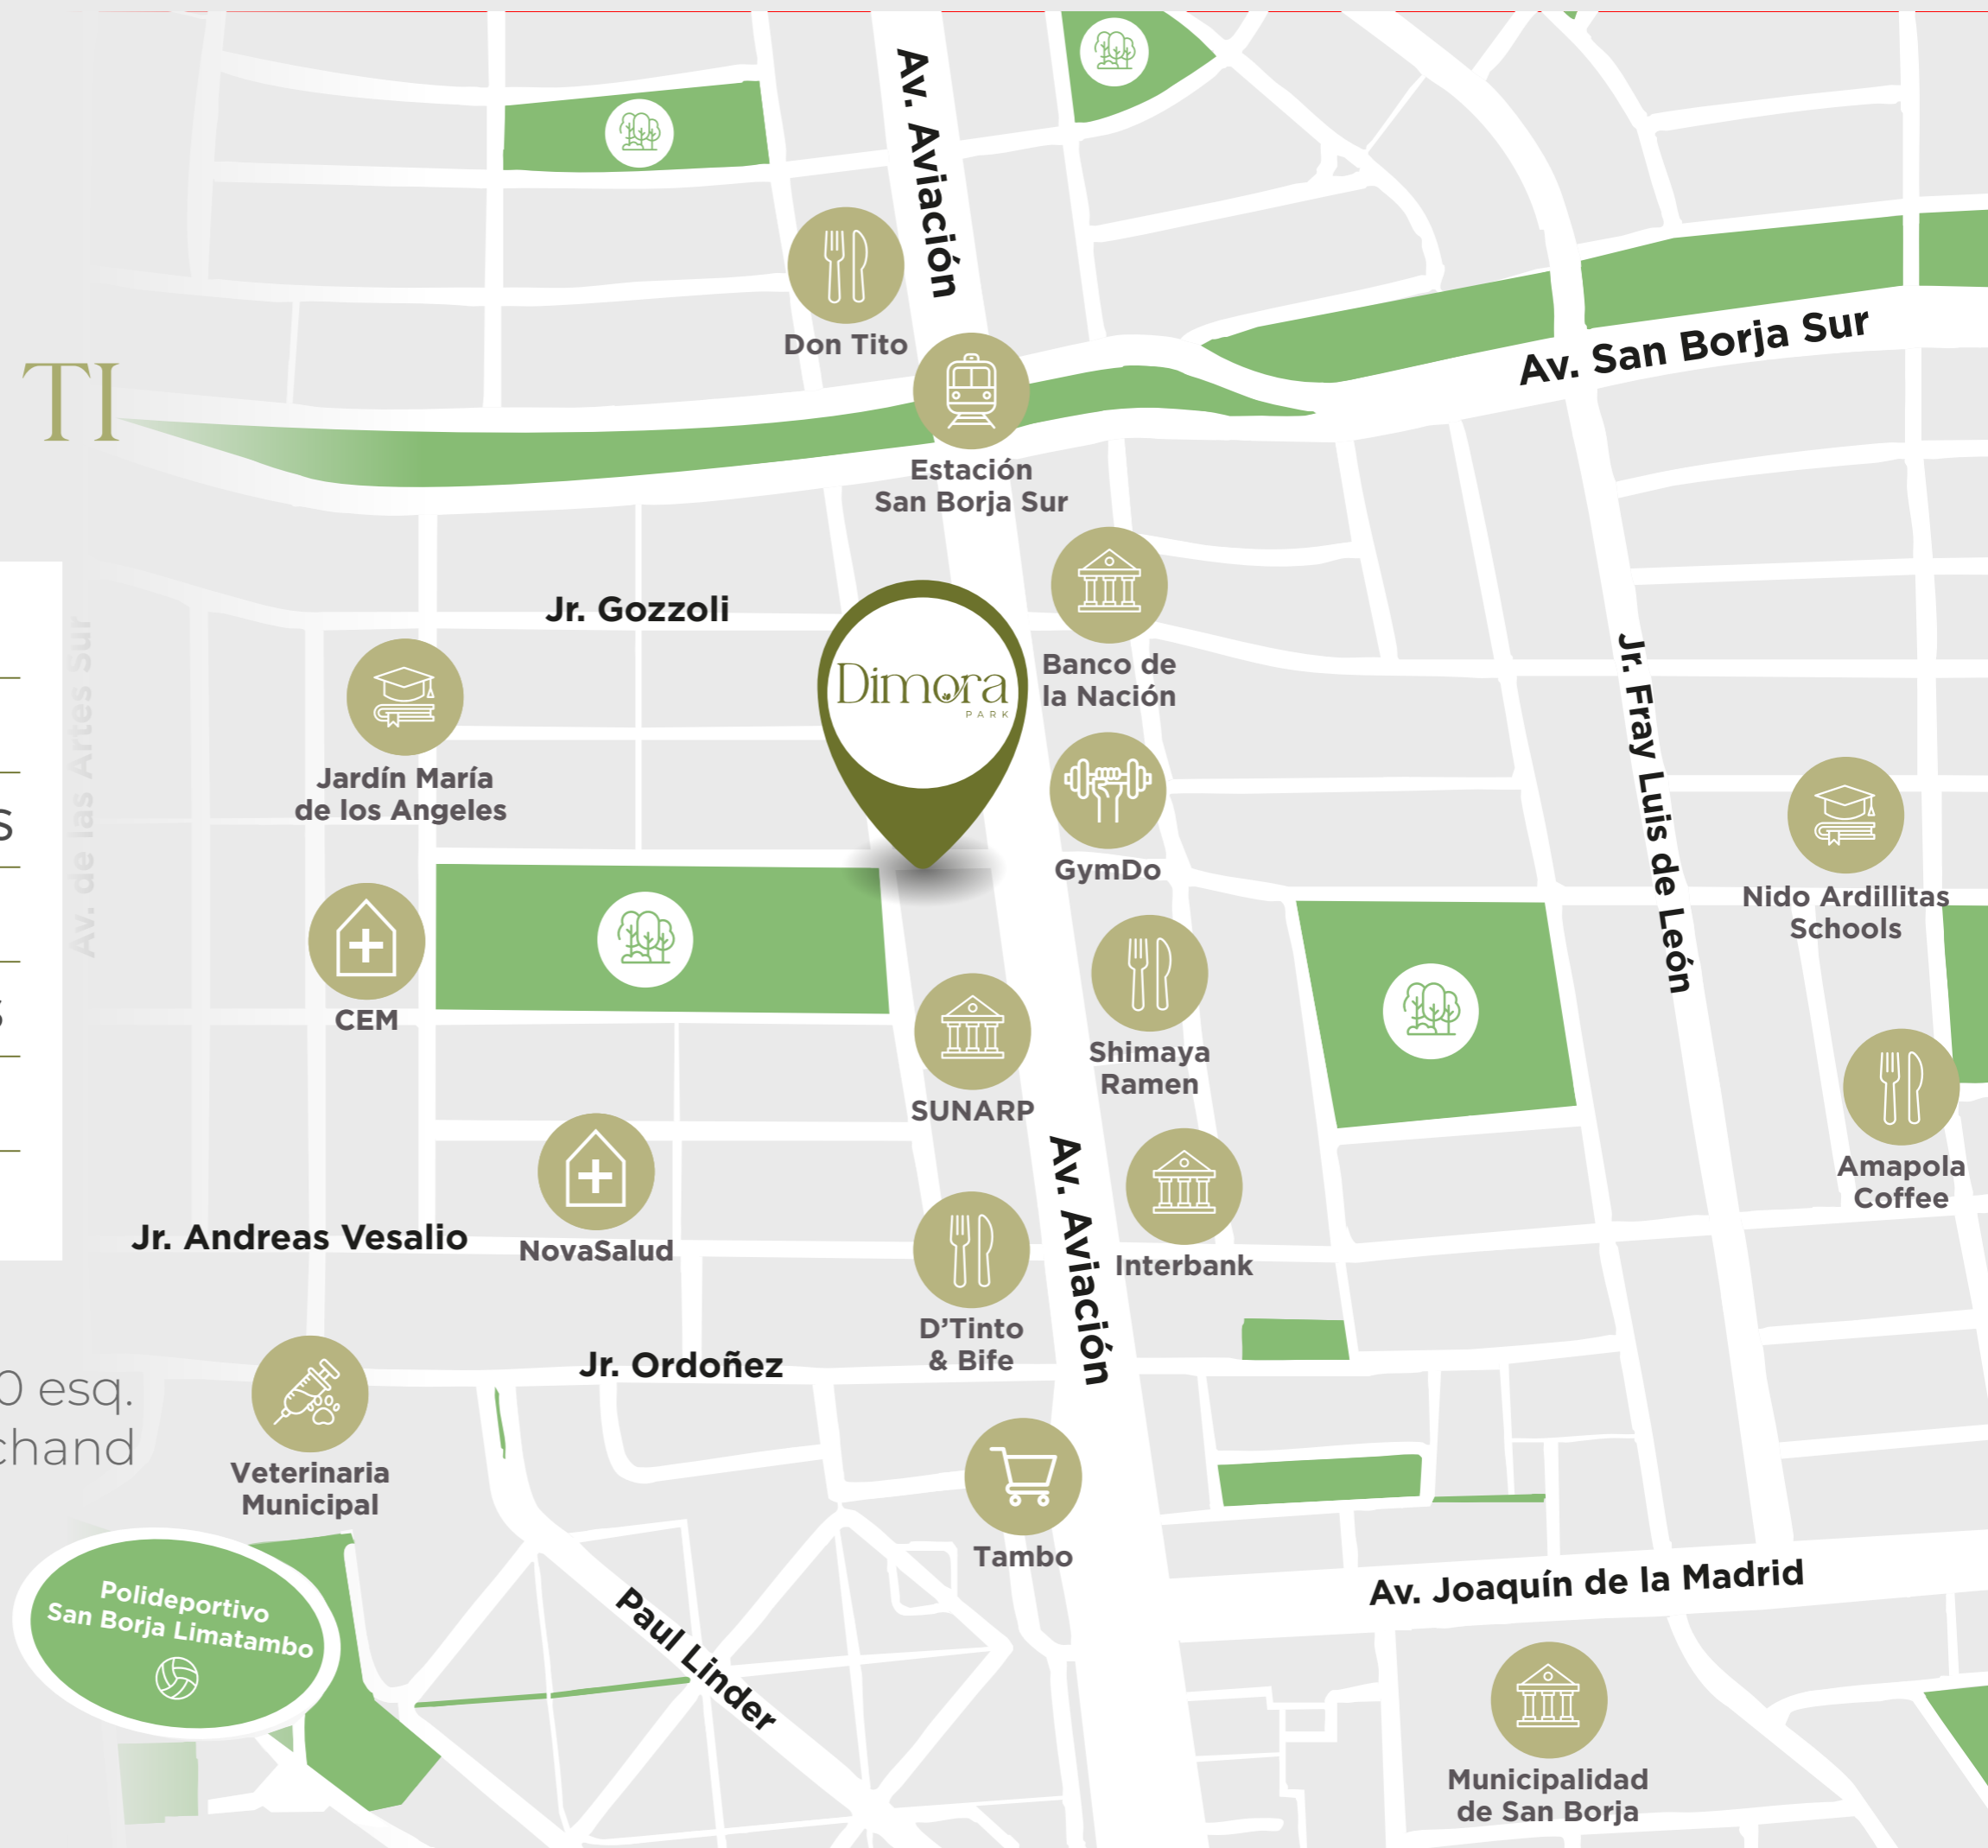 Av. Aviación
Don Tito
Av. San Borja Sur
TI
Estación
San Borja Sur
Jr. Gozzoli
Banco de
la Nación
Dimora
PARK
Av. de las Artes Sur
Jr. Fray Luis de León
Jardín María
de los Angeles
GymDo
Nido Ardillitas
Schools
CEM
Shimaya
Ramen
SUNARP
Amapola
Coffee
Av. Aviación
Jr. Andreas Vesalio
NovaSalud
Interbank
D'Tinto
& Bife
Jr. Ordoñez
0 esq.
chand
Veterinaria
Municipal
Tambo
Av. Joaquín de la Madrid
Polideportivo
San Borja Limatambo
Paul Linder
Municipalidad
de San Borja